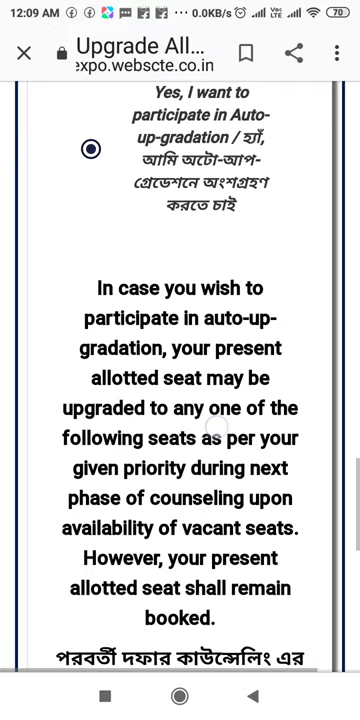 12:09 AM ... 0.0KB/s Vo) LTE 70
Upgrade All...
expo.webscte.co.in
Yes, I want to
participate in Auto-
up-gradation / হ্যাঁ,
আমি অটো-আপ-
গ্রেডেশনে অংশগ্রহণ
করতে চাই
In case you wish to
participate in auto-up-
gradation, your present
allotted seat may be
upgraded to any one of the
following seats as per your
given priority during next
phase of counseling upon
availability of vacant seats.
However, your present
allotted seat shall remain
booked.
পরবর্তী দফার কাউন্সেলিং এর